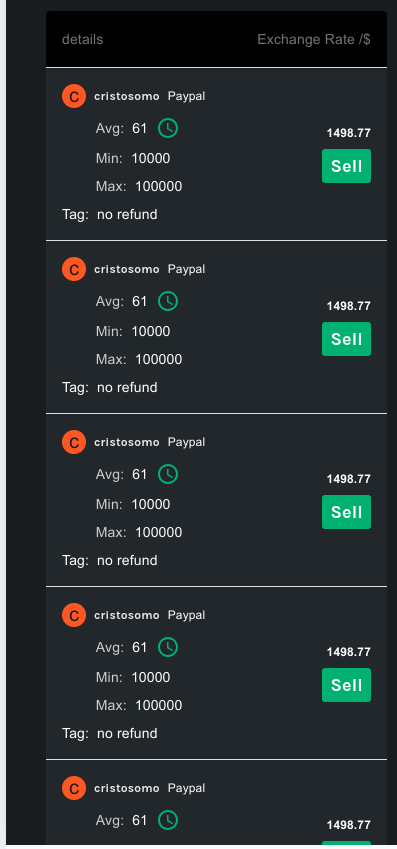 details Exchange Rate /$
C cristosomo Paypal
Avg: 61
1498.77
Min: 10000
Sell
Max: 100000
Tag: no refund
C cristosomo Paypal
Avg: 61
1498.77
Min: 10000
Sell
Max: 100000
Tag: no refund
C cristosomo Paypal
Avg: 61
1498.77
Min: 10000
Sell
Max: 100000
Tag: no refund
C cristosomo Paypal
Avg: 61
1498.77
Min: 10000
Sell
Max: 100000
Tag: no refund
C cristosomo Paypal
Avg: 61
1498.77